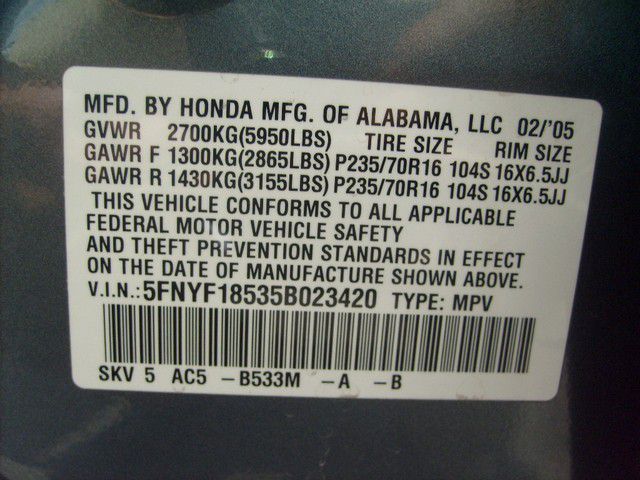 MFD. BY HONDA MFG. OF ALABAMA, LLC 02/'05
GVWR 2700KG(5950LBS) TIRE SIZE RIM SIZE
GAWR F 1300KG(2865LBS) P235/70R16 104S 16X6.5JJ
GAWR R 1430KG(3155LBS) P235/70R16 104S 16X6.5JJ
THIS VEHICLE CONFORMS TO ALL APPLICABLE
FEDERAL MOTOR VEHICLE SAFETY
AND THEFT PREVENTION STANDARDS IN EFFECT
ON THE DATE OF MANUFACTURE SHOWN ABOVE.
V.I.N.:5FNYF18535B023420 TYPE: MPV
SKV 5 AC5 -B533M -A -B